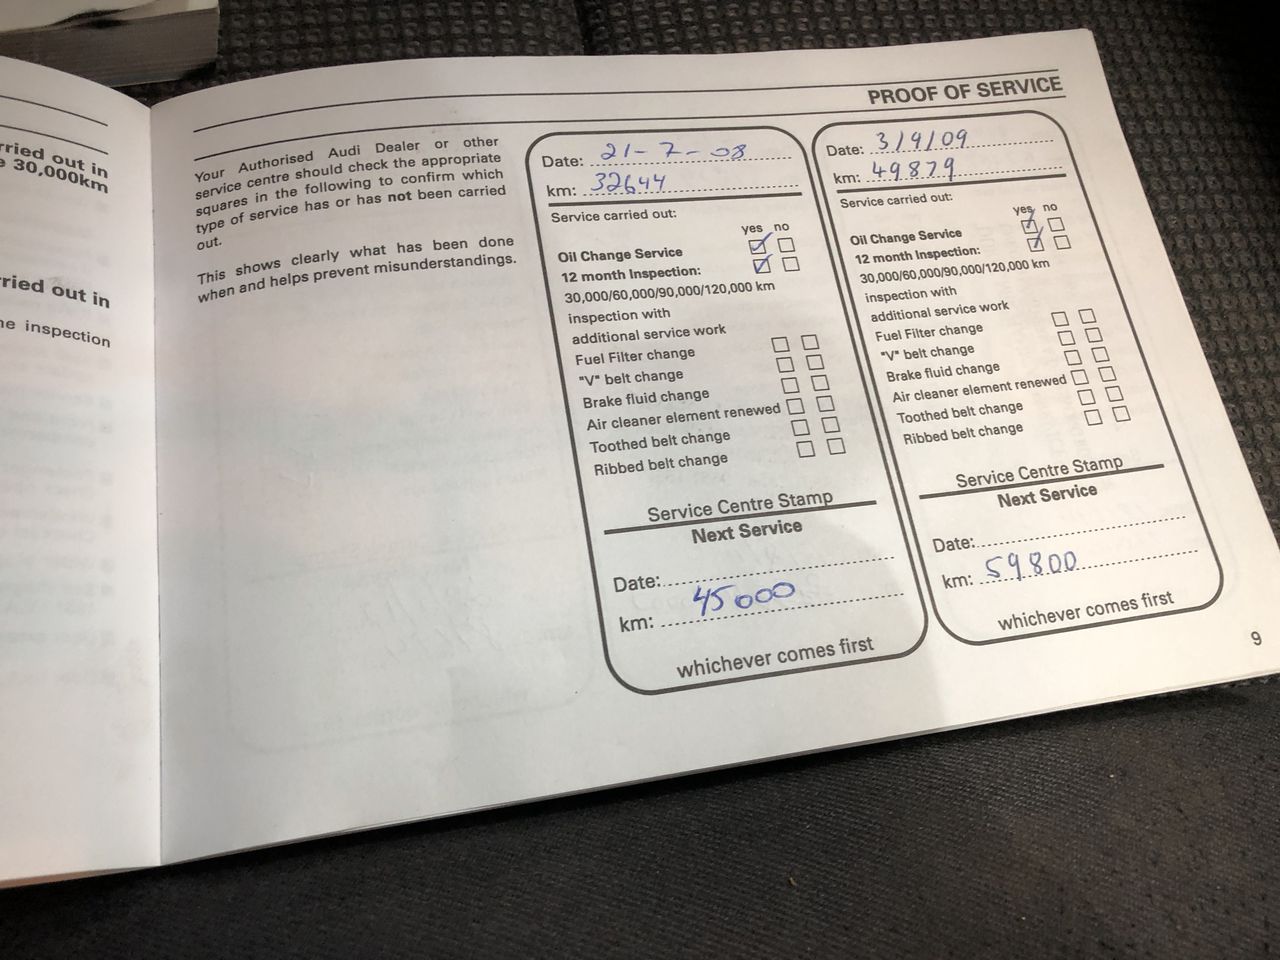 rried out in
e 30,000km
ried out in
ne inspection
PROOF OF SERVICE
Your Authorised Audi Dealer or other
service centre should check the appropriate
squares in the following to confirm which
type of service has or has not been carried
out.
This shows clearly what has been done
when and helps prevent misunderstandings.
Date: 21-7-08
km: 32644
Service carried out:
yes no
Oil Change Service
12 month Inspection:
30,000/60,000/90,000/120,000 km
inspection with
additional service work
Fuel Filter change
"V" belt change
Brake fluid change
Air cleaner element renewed
Toothed belt change
Ribbed belt change
Service Centre Stamp
Next Service
Date:
km: 45000
whichever comes first
Date: 3/9/09
km: 49879
Service carried out:
yes no
Oil Change Service
12 month Inspection:
30,000/60,000/90,000/120,000 km
inspection with
additional service work
Fuel Filter change
"V" belt change
Brake fluid change
Air cleaner element renewed
Toothed belt change
Ribbed belt change
Service Centre Stamp
Next Service
Date:
km: 59800
whichever comes first
9